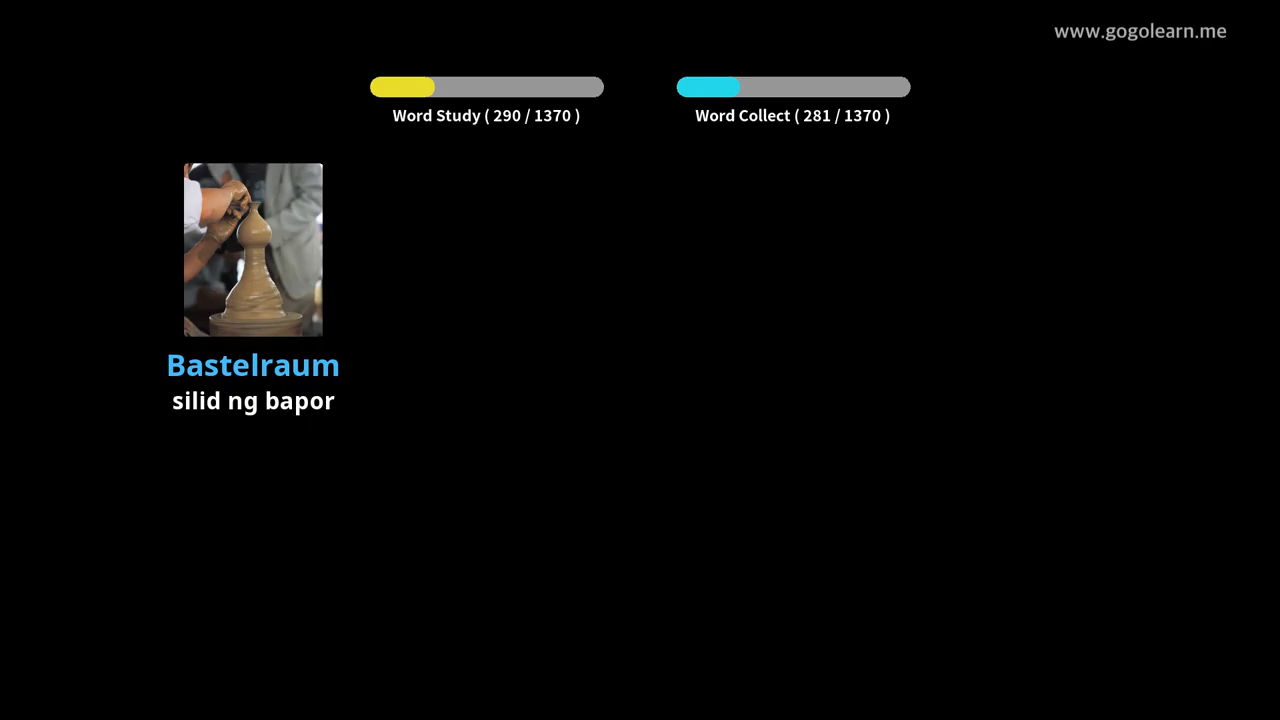 www.gogolearn.me
Word Study ( 290 / 1370 )
Word Collect ( 281 / 1370 )
Bastelraum
silid ng bapor